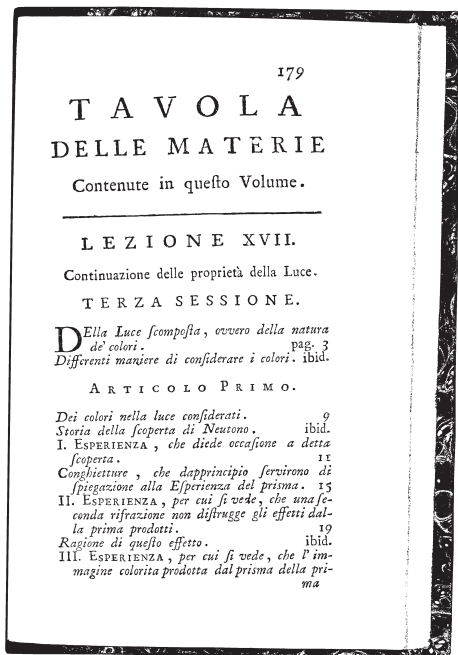 179
TAVOLA
DELLE MATERIE
Contenute in queſto Volume.
LEZIONE XVII.
Continuazione delle proprietà della Luce.
TERZA SESSIONE.
DElla Luce ſcompoſta, ovvero della natura
de' colori. pag. 3
Differenti maniere di conſiderare i colori. ibid.
ARTICOLO PRIMO.
Dei colori nella luce conſiderati. 9
Storia della ſcoperta di Neutono. ibid.
I. ESPERIENZA, che diede occaſione a detta
ſcoperta. 11
Conghietture, che dapprincipio ſervirono di
ſpiegazione alla Eſperienza del prisma. 15
II. ESPERIENZA, per cui ſi vede, che una ſe-
conda rifrazione non diſtrugge gli effetti dal-
la prima prodotti. 19
Ragione di queſto effetto. ibid.
III. ESPERIENZA, per cui ſi vede, che l'im-
magine colorita prodotta dal prisma della pri-
ma